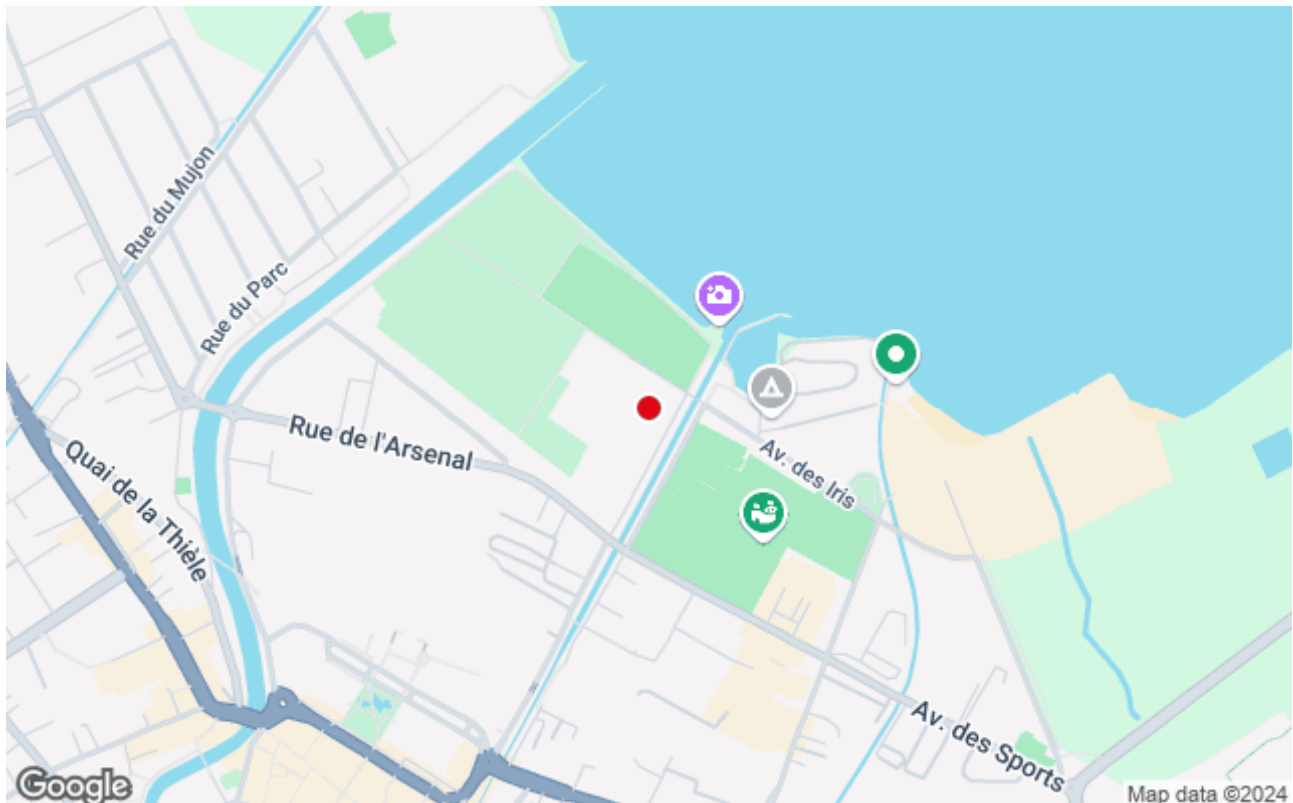 Rue du Mujon
Rue du Parc
Rue de l'Arsenal
Quai de la Thièle
Av. des Iris
Av. des Sports
Google
Map data ©2024